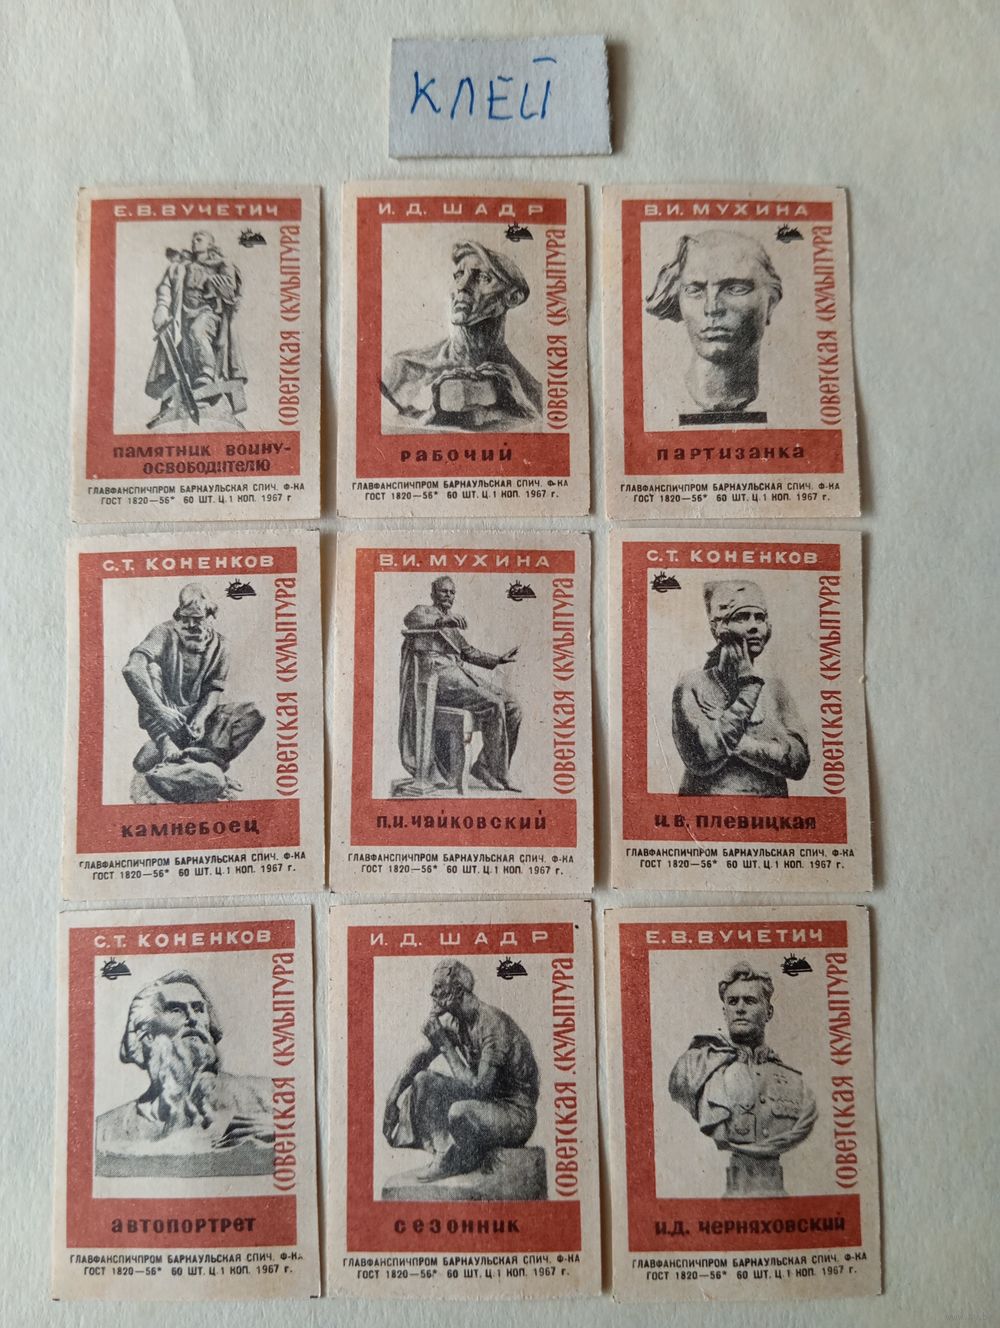 КЛЕЙ
Е.В.ВУЧЕТИЧ
СОВЕТСКАЯ СКУЛЬПТУРА
ПАМЯТНИК ВОИНУ-
ОСВОБОДИТЕЛЮ
ГЛАВФАНСПИЧПРОМ БАРНАУЛЬСКАЯ СПИЧ. Ф-КА
ГОСТ 1820—56* 60 ШТ. Ц. 1 КОП. 1967 г.
И. Д. ШАДР
СОВЕТСКАЯ СКУЛЬПТУРА
РАБОЧИЙ
ГЛАВФАНСПИЧПРОМ БАРНАУЛЬСКАЯ СПИЧ. Ф-КА
ГОСТ 1820—56* 60 ШТ. Ц. 1 КОП. 1967 г.
В.И. МУХИНА
СОВЕТСКАЯ СКУЛЬПТУРА
ПАРТИЗАНКА
ГЛАВФАНСПИЧПРОМ БАРНАУЛЬСКАЯ СПИЧ. Ф-КА
ГОСТ 1820—56* 60 ШТ. Ц. 1 КОП. 1967 г.
С.Т. КОНЕНКОВ
СОВЕТСКАЯ СКУЛЬПТУРА
КАМНЕБОЕЦ
ГЛАВФАНСПИЧПРОМ БАРНАУЛЬСКАЯ СПИЧ. Ф-КА
ГОСТ 1820—56* 60 ШТ. Ц. 1 КОП. 1967 г.
В.И. МУХИНА
СОВЕТСКАЯ СКУЛЬПТУРА
П.И. ЧАЙКОВСКИЙ
ГЛАВФАНСПИЧПРОМ БАРНАУЛЬСКАЯ СПИЧ. Ф-КА
ГОСТ 1820—56* 60 ШТ. Ц. 1 КОП. 1967 г.
С.Т. КОНЕНКОВ
СОВЕТСКАЯ СКУЛЬПТУРА
И.В. ПЛЕВИЦКАЯ
ГЛАВФАНСПИЧПРОМ БАРНАУЛЬСКАЯ СПИЧ. Ф-КА
ГОСТ 1820—56* 60 ШТ. Ц. 1 КОП. 1967 г.
С.Т. КОНЕНКОВ
СОВЕТСКАЯ СКУЛЬПТУРА
АВТОПОРТРЕТ
ГЛАВФАНСПИЧПРОМ БАРНАУЛЬСКАЯ СПИЧ. Ф-КА
ГОСТ 1820—56* 60 ШТ. Ц. 1 КОП. 1967 г.
И. Д. ШАДР
СОВЕТСКАЯ СКУЛЬПТУРА
СЕЗОННИК
ГЛАВФАНСПИЧПРОМ БАРНАУЛЬСКАЯ СПИЧ. Ф-КА
ГОСТ 1820—56* 60 ШТ. Ц. 1 КОП. 1967 г.
Е.В.ВУЧЕТИЧ
СОВЕТСКАЯ СКУЛЬПТУРА
И.Д. ЧЕРНЯХОВСКИЙ
ГЛАВФАНСПИЧПРОМ БАРНАУЛЬСКАЯ СПИЧ. Ф-КА
ГОСТ 1820—56* 60 ШТ. Ц. 1 КОП. 1967 г.